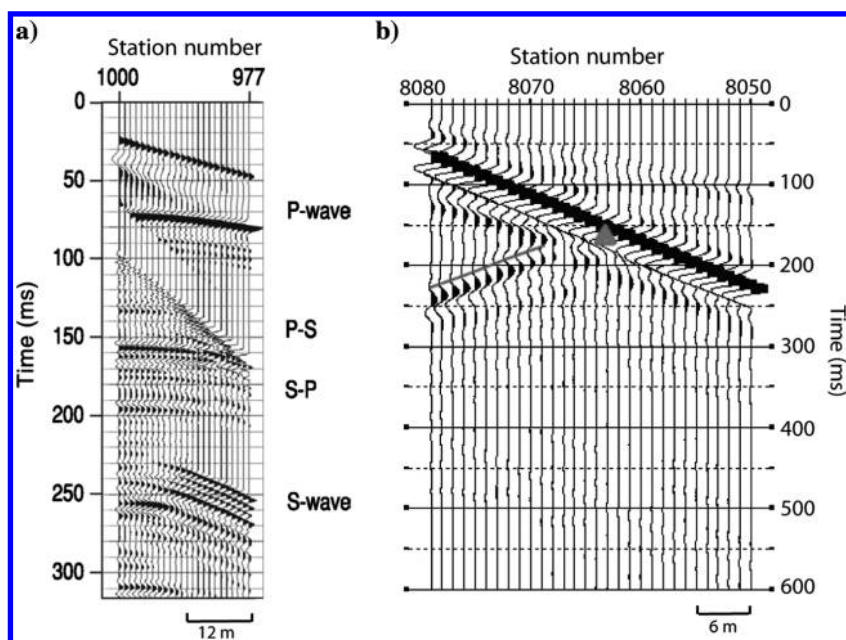 a)
Station number
1000 977
0
50
100
150
200
250
300
Time (ms)
P-wave
P-S
S-P
S-wave
12 m
b)
Station number
8080 8070 8060 8050
0
100
200
300
400
500
600
Time (ms)
6 m